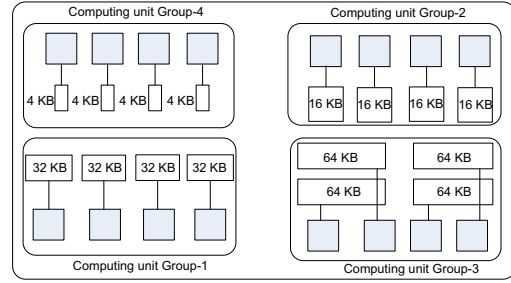 Computing unit Group-4
Computing unit Group-2
4 KB 4 KB 4 KB 4 KB
16 KB 16 KB 16 KB 16 KB
32 KB 32 KB 32 KB 32 KB
64 KB 64 KB
64 KB 64 KB
Computing unit Group-1
Computing unit Group-3